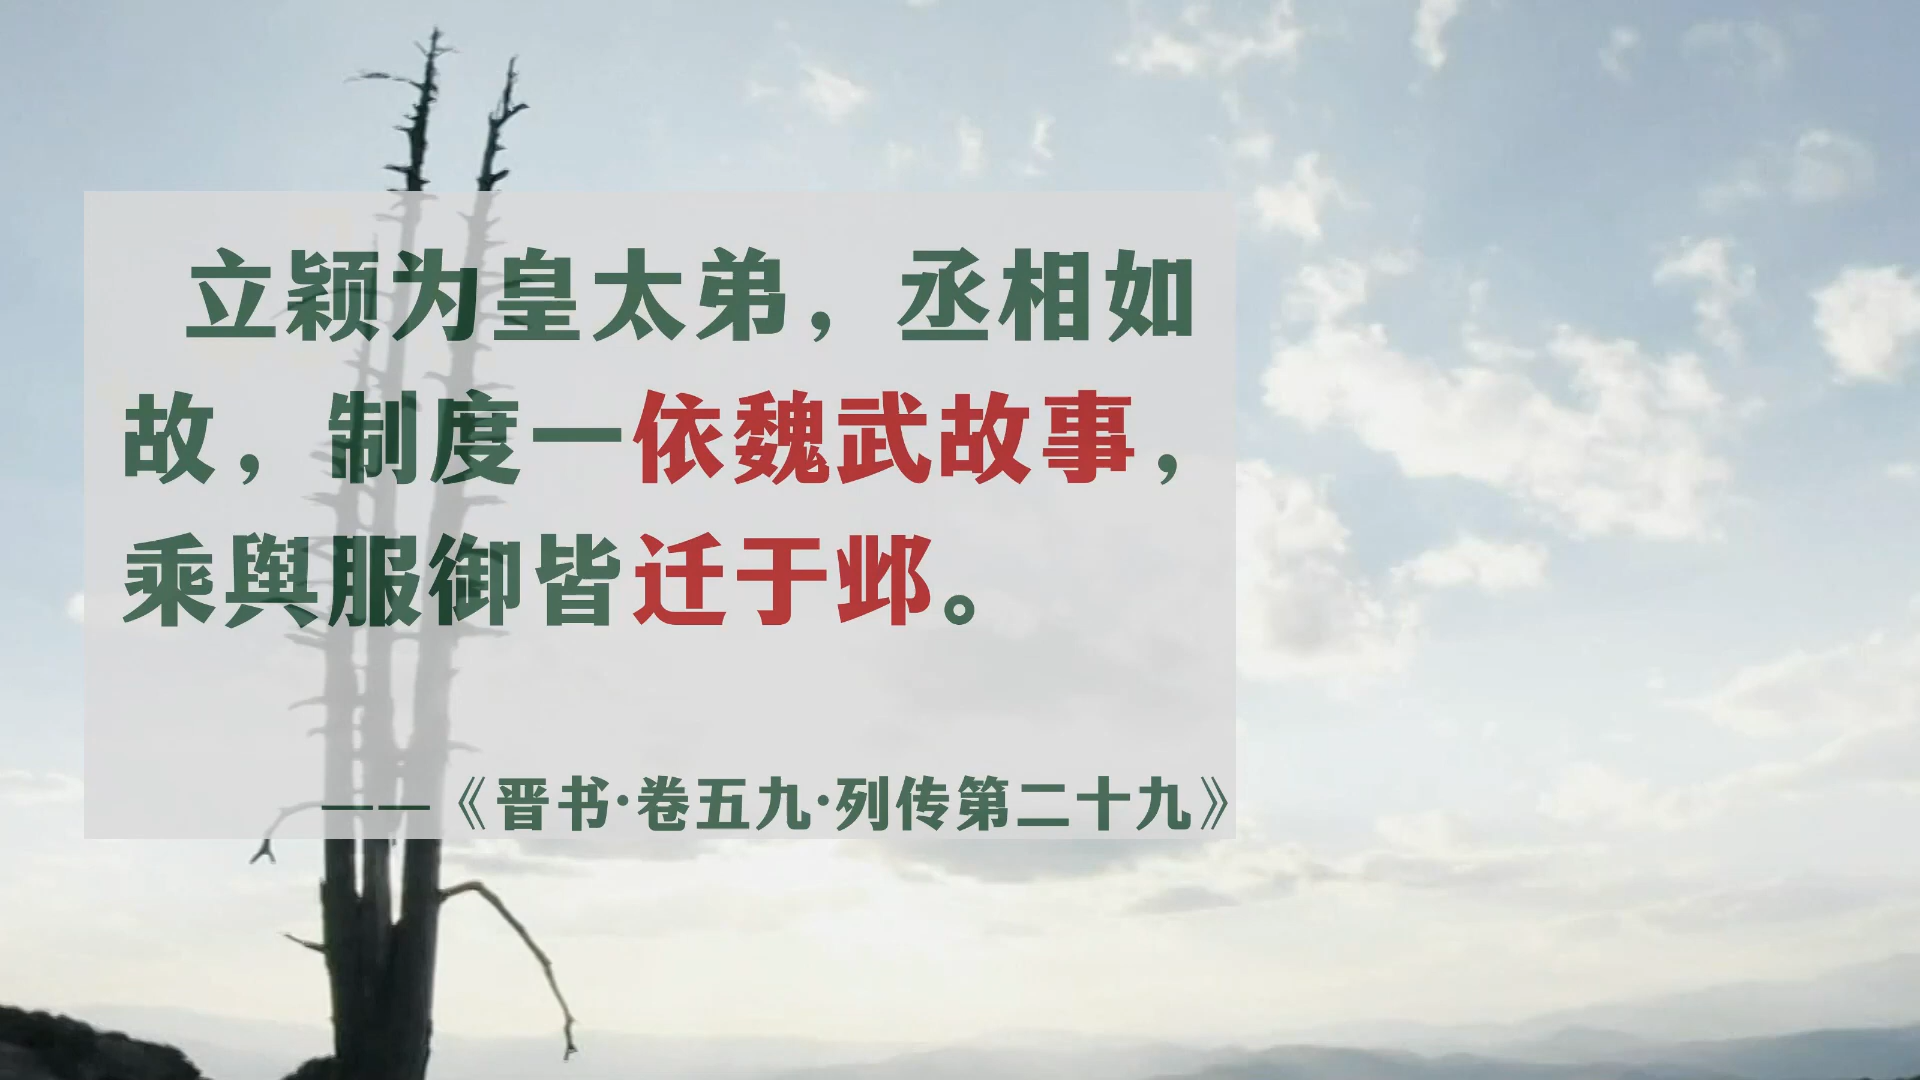 立颖为皇太弟，丞相如
故，制度一依魏武故事，
乘舆服御皆迁于邺。
——《晋书·卷五九·列传第二十九》